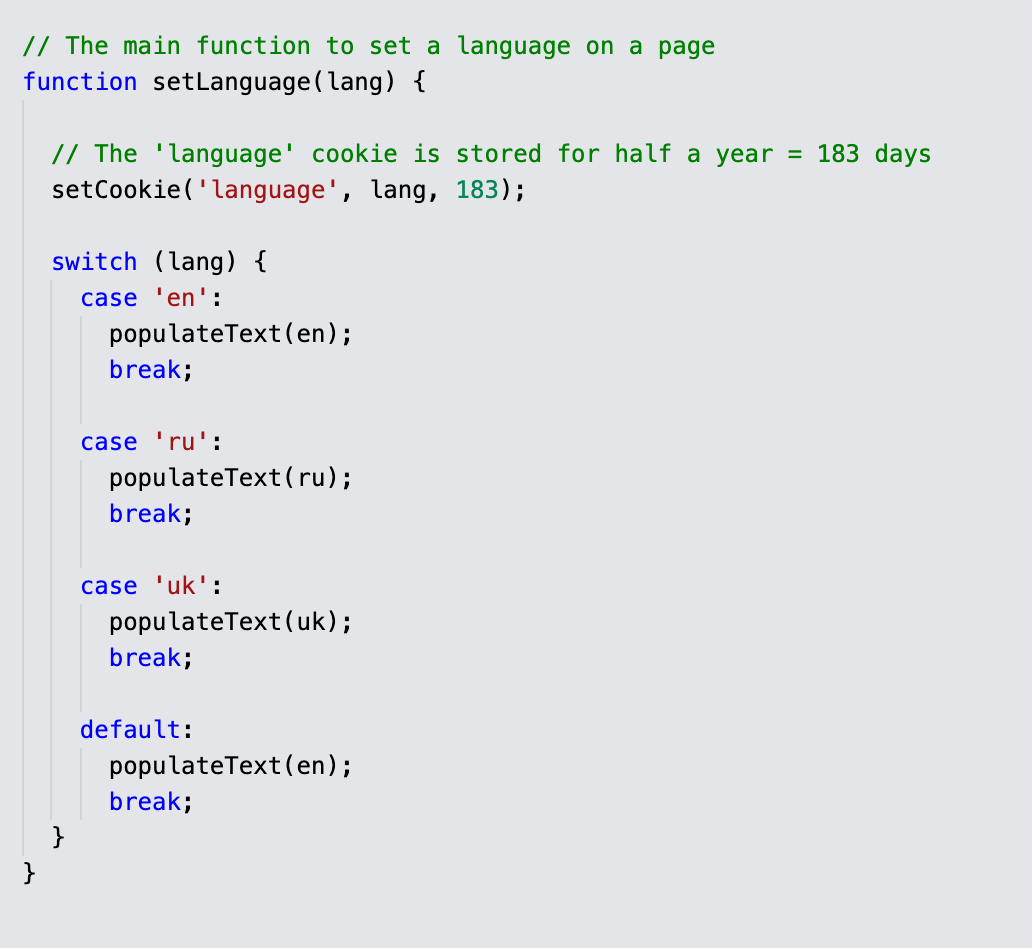 // The main function to set a language on a page
function setLanguage(lang) {
// The 'language' cookie is stored for half a year = 183 days
setCookie('language', lang, 183);
switch (lang) {
case 'en':
populateText(en);
break;
case 'ru':
populateText(ru);
break;
case 'uk':
populateText(uk);
break;
default:
populateText(en);
break;
}
}